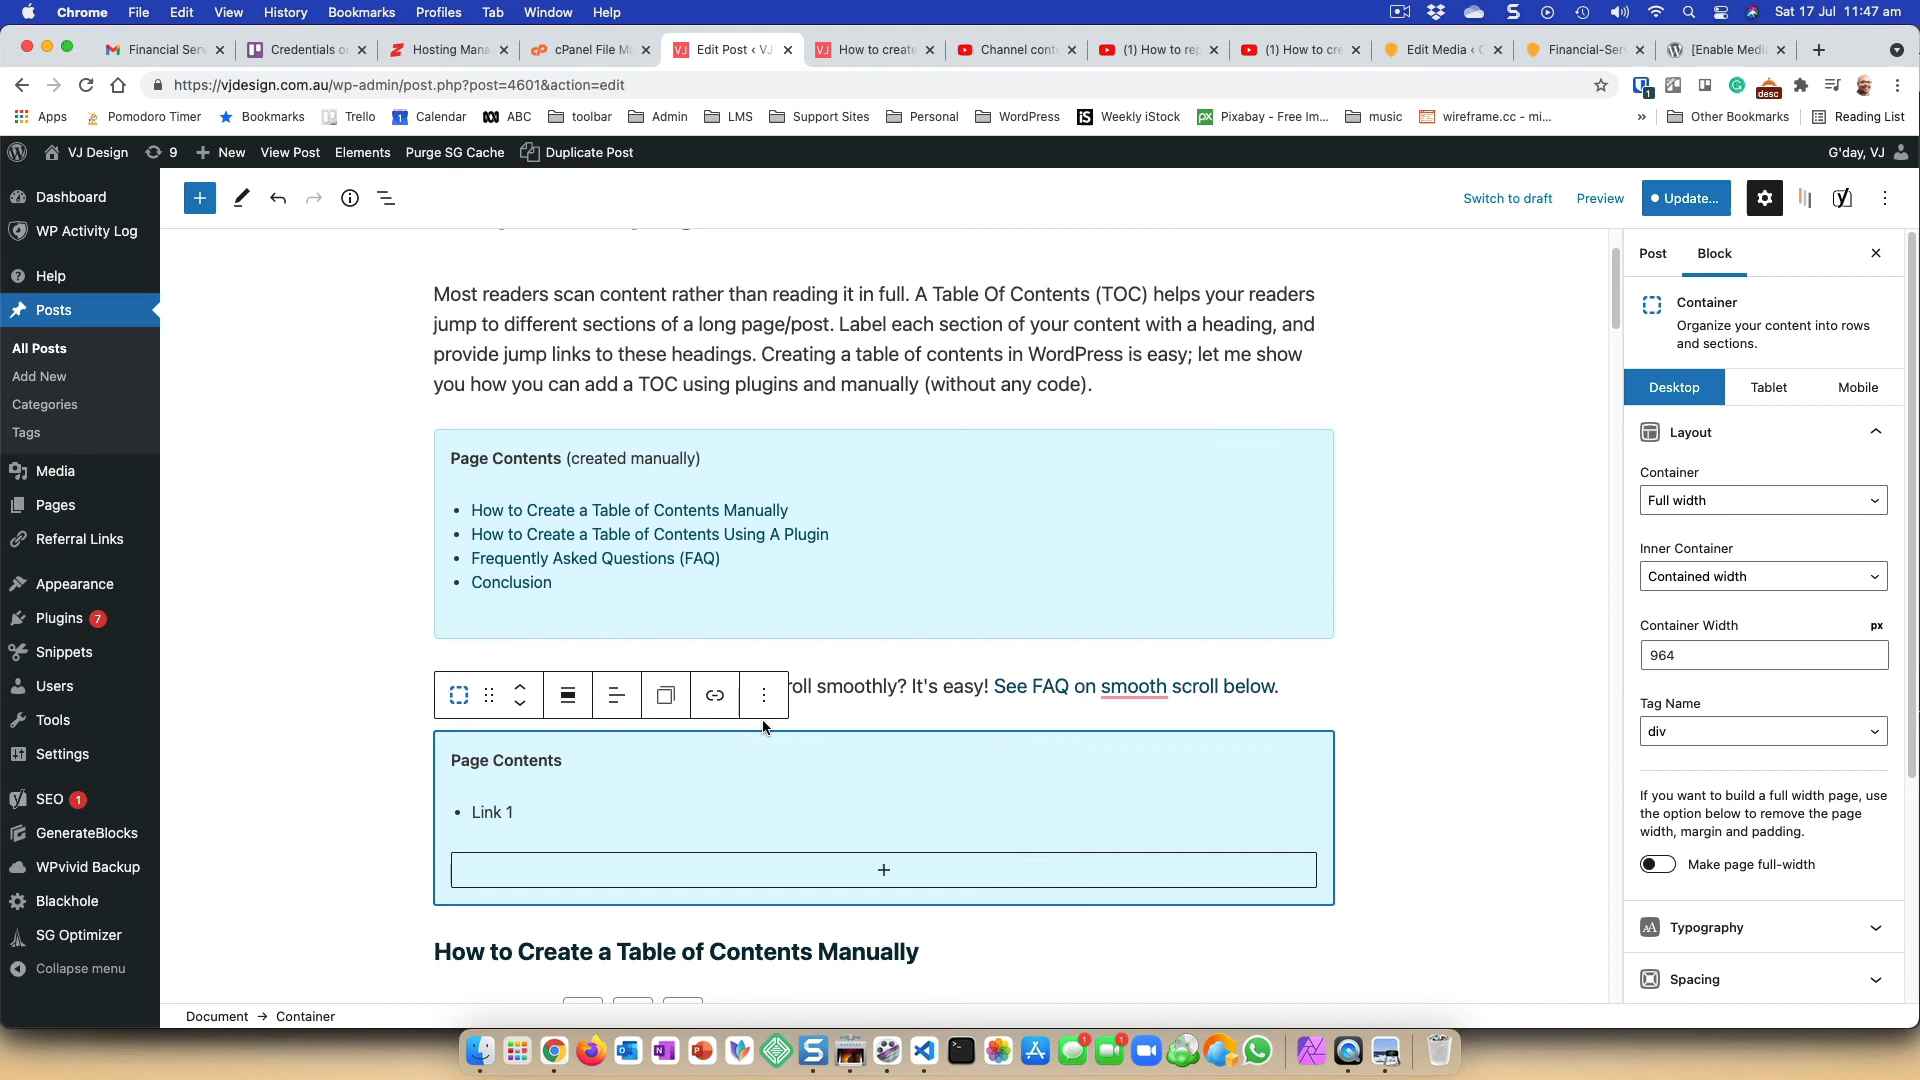 Chrome File Edit View History Bookmarks Profiles Tab Window Help Sat 17 Jul 11:47 am
Financial Ser Credentials o Hosting Mana cPanel File M Edit Post ‹ VJ How to create Channel cont (1) How to rep (1) How to cre Edit Media ‹ Financial-Ser [Enable Medi
https://vjdesign.com.au/wp-admin/post.php?post=4601&action=edit
1 desc
Apps Pomodoro Timer Bookmarks Trello Calendar ABC toolbar Admin LMS Support Sites Personal WordPress Weekly iStock Pixabay - Free Im... music wireframe.cc - mi... » Other Bookmarks Reading List
VJ Design 9 New View Post Elements Purge SG Cache Duplicate Post G'day, VJ
Dashboard
WP Activity Log
Help
Posts
All Posts
Add New
Categories
Tags
Media
Pages
Referral Links
Appearance
Plugins 7
Snippets
Users
Tools
Settings
SEO 1
GenerateBlocks
WPvivid Backup
Blackhole
SG Optimizer
Collapse menu
Switch to draft Preview Update...
Most readers scan content rather than reading it in full. A Table Of Contents (TOC) helps your readers
jump to different sections of a long page/post. Label each section of your content with a heading, and
provide jump links to these headings. Creating a table of contents in WordPress is easy; let me show
you how you can add a TOC using plugins and manually (without any code).
Page Contents (created manually)
• How to Create a Table of Contents Manually
• How to Create a Table of Contents Using A Plugin
• Frequently Asked Questions (FAQ)
• Conclusion
roll smoothly? It's easy! See FAQ on smooth scroll below.
Page Contents
• Link 1
How to Create a Table of Contents Manually
Document → Container
Post Block
Container
Organize your content into rows
and sections.
Desktop Tablet Mobile
Layout
Container
Full width
Inner Container
Contained width
Container Width px
964
Tag Name
div
If you want to build a full width page, use
the option below to remove the page
width, margin and padding.
Make page full-width
Typography
Spacing
1 1